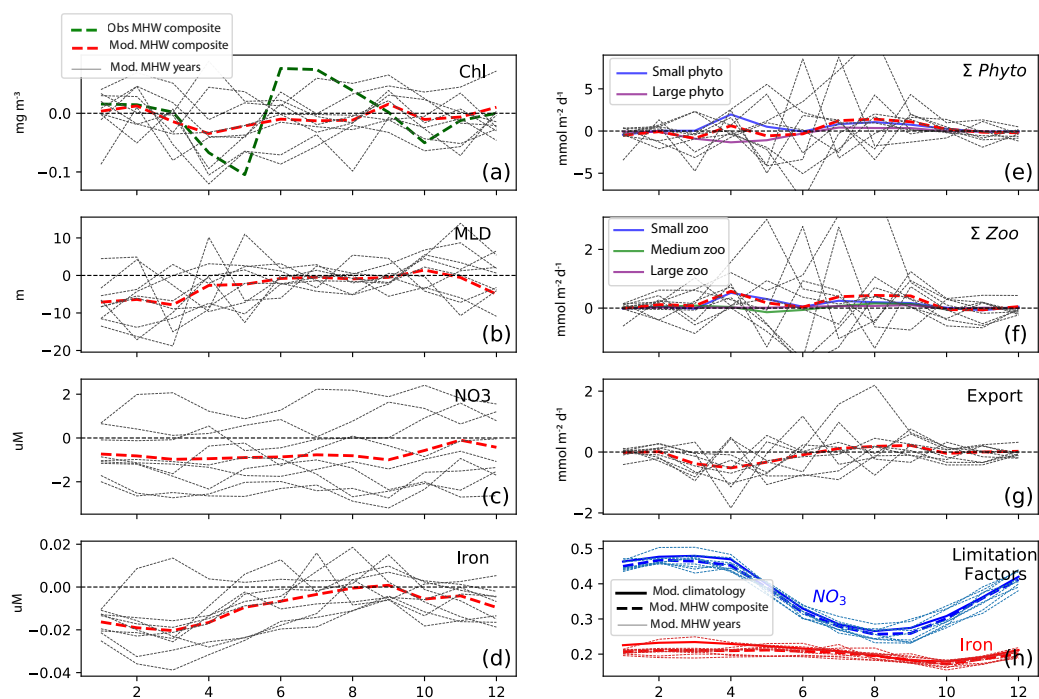 Obs MHW composite
Mod. MHW composite
Mod. MHW years
Chl
mg m⁻³
0.0
−0.1
(a)
MLD
m
10
0
−10
−20
(b)
NO3
uM
2
0
−2
(c)
Iron
uM
0.02
0.00
−0.02
−0.04
(d)
2 4 6 8 10 12
Small phyto
Large phyto
Σ Phyto
mmol m⁻² d⁻¹
5
0
−5
(e)
Small zoo
Medium zoo
Large zoo
Σ Zoo
mmol m⁻² d⁻¹
2
0
(f)
Export
mmol m⁻² d⁻¹
2
0
−2
(g)
Limitation
Factors
0.5
0.4
0.3
0.2
Mod. climatology
Mod. MHW composite
Mod. MHW years
NO₃
Iron
(h)
2 4 6 8 10 12